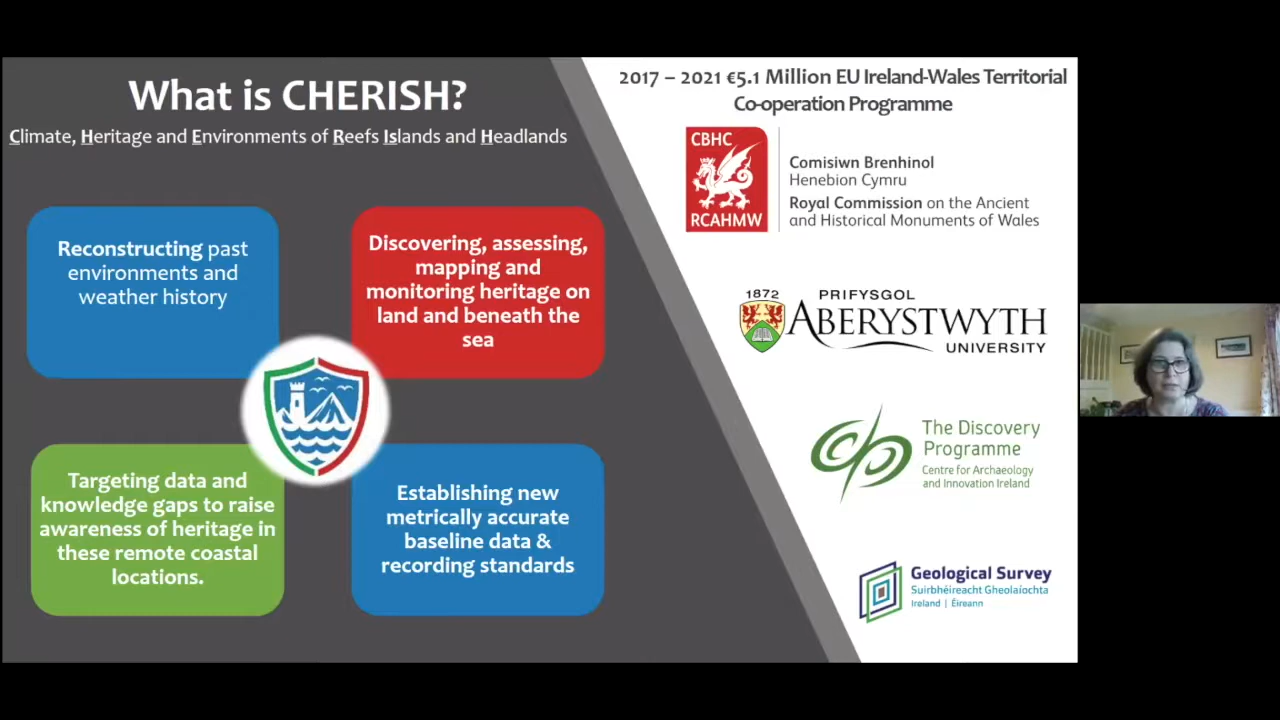 What is CHERISH?
Climate, Heritage and Environments of Reefs Islands and Headlands
Reconstructing past
environments and
weather history
Discovering, assessing,
mapping and
monitoring heritage on
land and beneath the
sea
Targeting data and
knowledge gaps to raise
awareness of heritage in
these remote coastal
locations.
Establishing new
metrically accurate
baseline data &
recording standards
2017 – 2021 €5.1 Million EU Ireland-Wales Territorial
Co-operation Programme
CBHC
RCAHMW
Comisiwn Brenhinol
Henebion Cymru
Royal Commission on the Ancient
and Historical Monuments of Wales
1872
PRIFYSGOL
ABERYSTWYTH
UNIVERSITY
The Discovery
Programme
Centre for Archaeology
and Innovation Ireland
Geological Survey
Suirbhéireacht Gheolaíochta
Ireland | Éireann